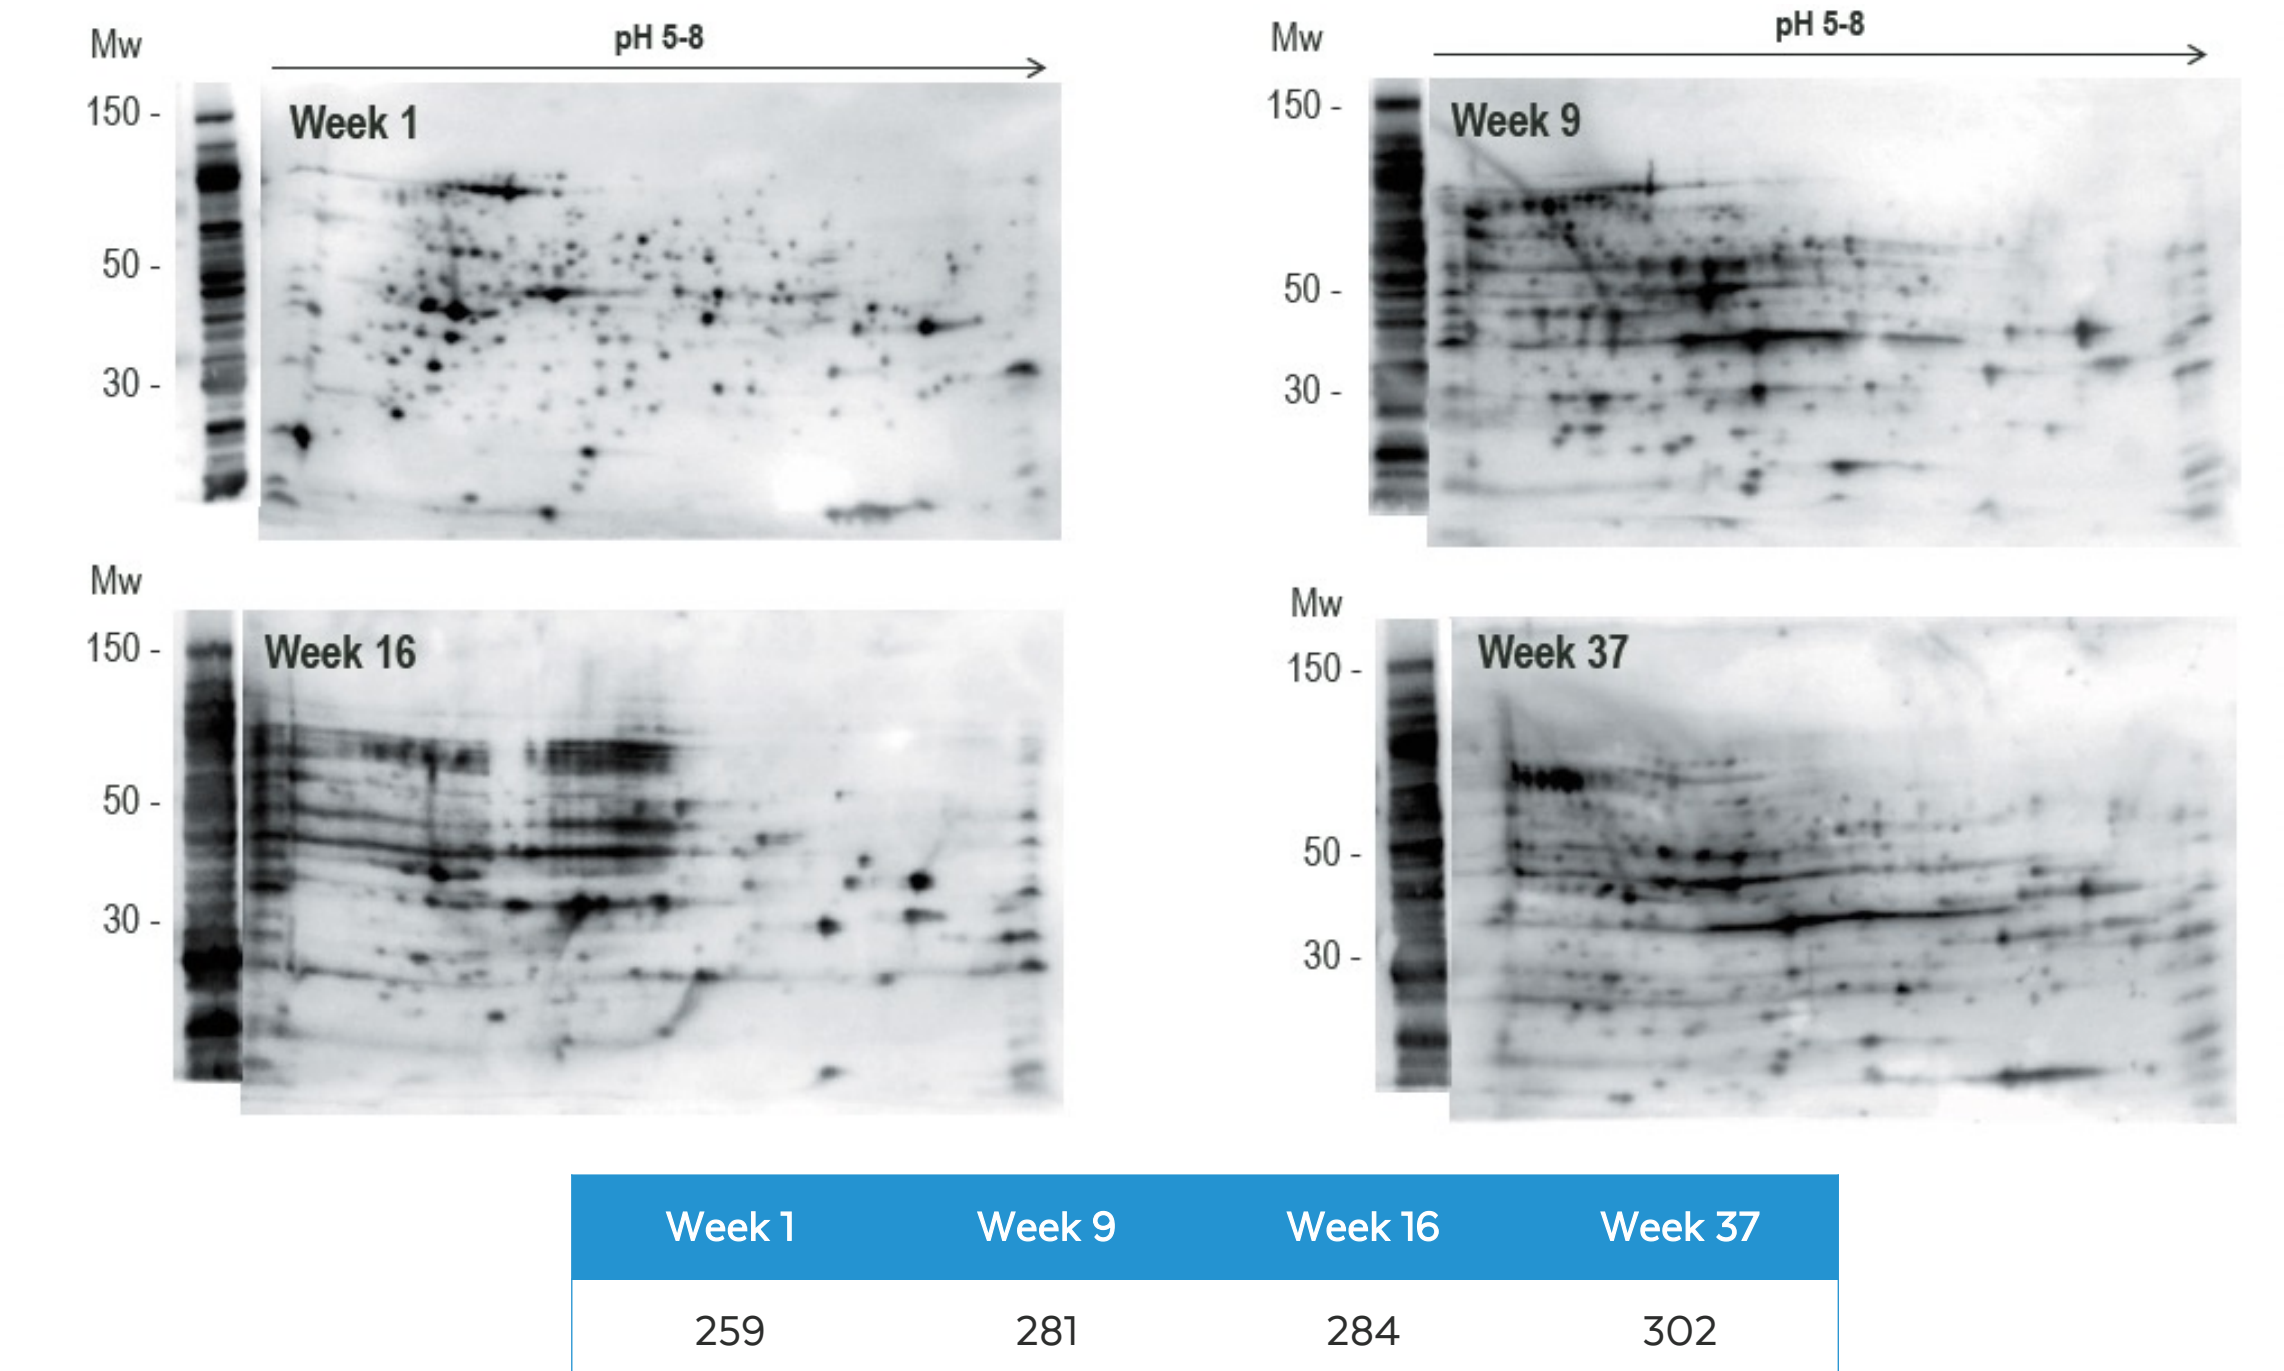 Mw
pH 5-8
150 -
Week 1
50 -
30 -
Mw
pH 5-8
150 -
Week 9
50 -
30 -
Mw
150 -
Week 16
50 -
30 -
Mw
150 -
Week 37
50 -
30 -
Week 1 Week 9 Week 16 Week 37
259 281 284 302